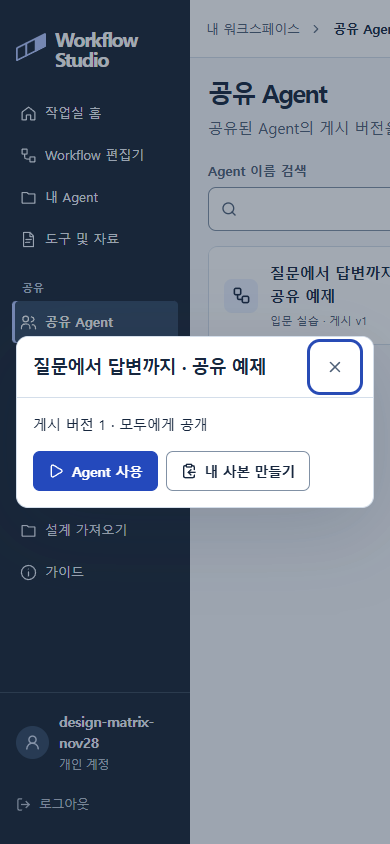 Workflow
Studio
작업실 홈
Workflow 편집기
내 Agent
도구 및 자료
공유
공유 Agent
설계 가져오기
가이드
design-matrix-
nov28
개인 계정
로그아웃
내 워크스페이스
공유
공유 Agent
공유된 Agent의 게시 버전을
Agent 이름 검색
질문에서 답변까지
공유 예제
입문 실습 · 게시 v1
질문에서 답변까지 · 공유 예제
게시 버전 1 · 모두에게 공개
Agent 사용
내 사본 만들기